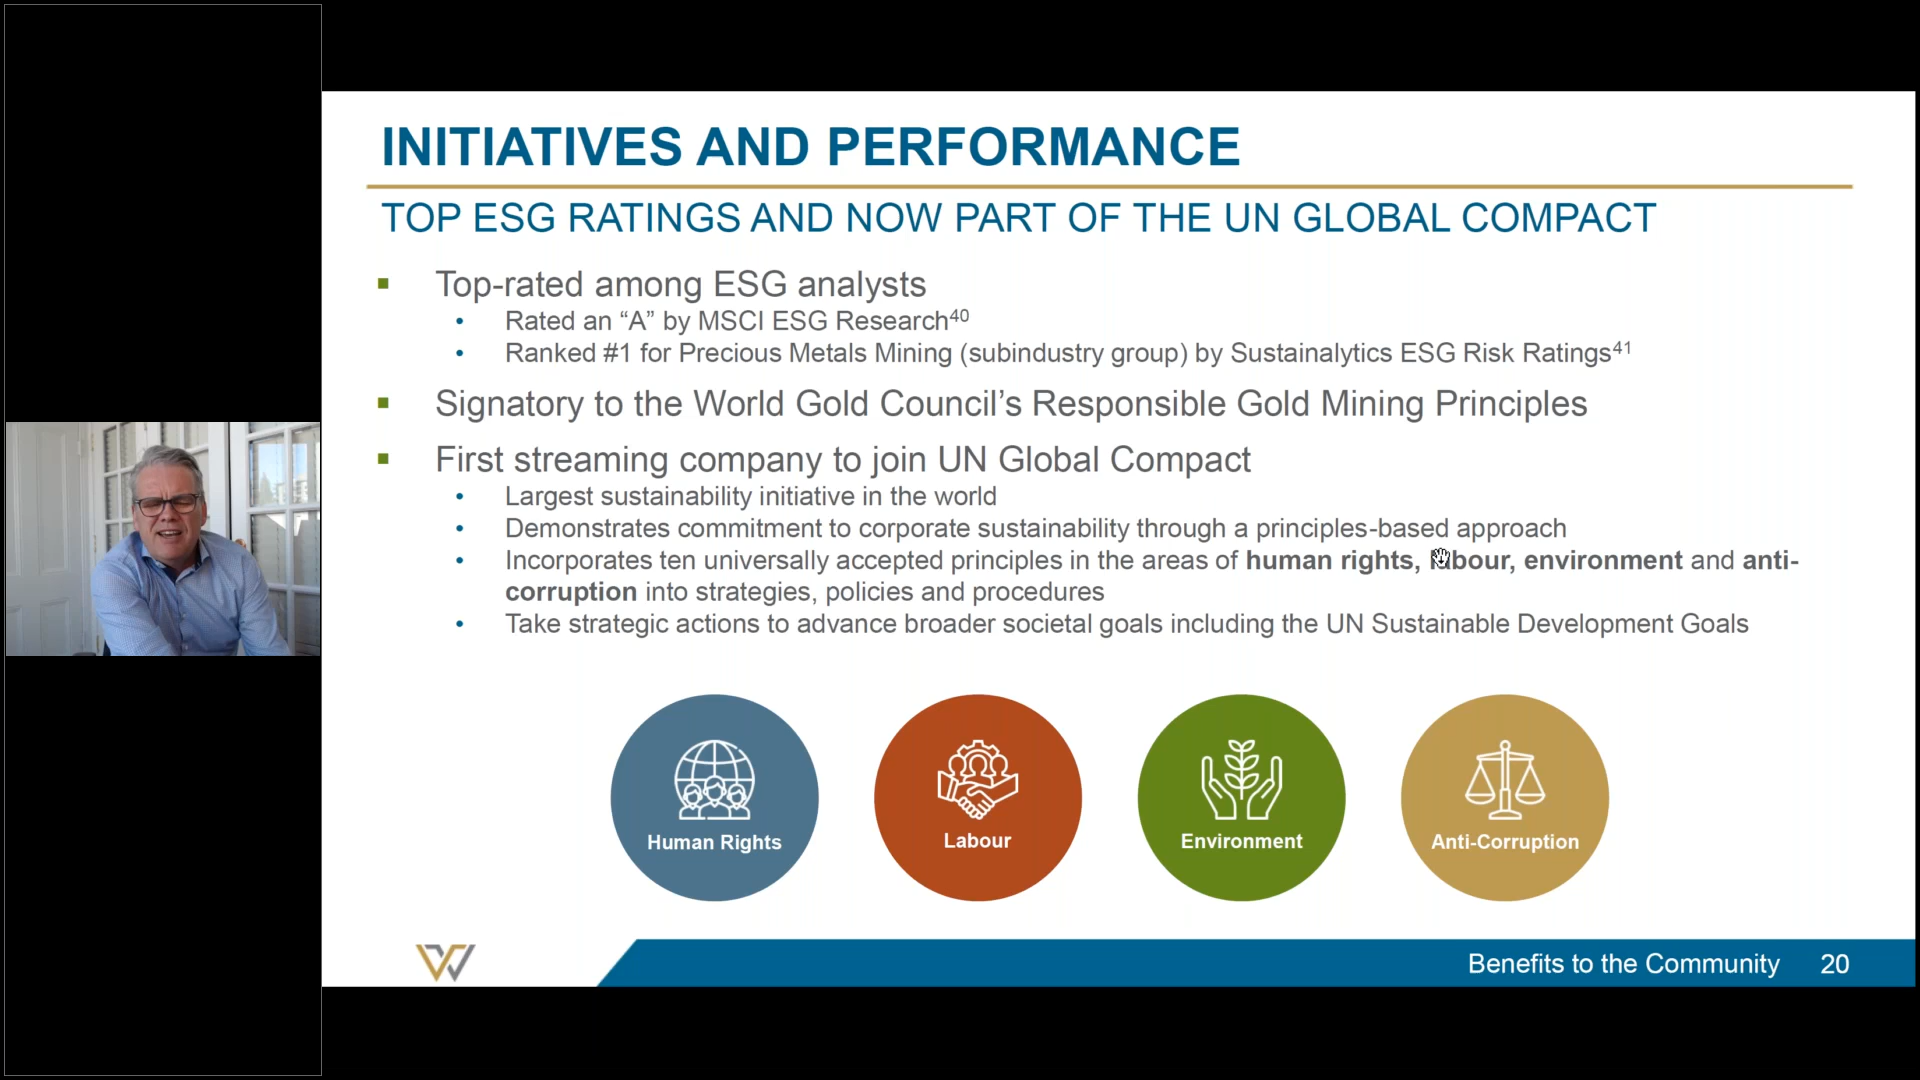 INITIATIVES AND PERFORMANCE
TOP ESG RATINGS AND NOW PART OF THE UN GLOBAL COMPACT
▪ Top-rated among ESG analysts
• Rated an “A” by MSCI ESG Research⁴⁰
• Ranked #1 for Precious Metals Mining (subindustry group) by Sustainalytics ESG Risk Ratings⁴¹
▪ Signatory to the World Gold Council’s Responsible Gold Mining Principles
▪ First streaming company to join UN Global Compact
• Largest sustainability initiative in the world
• Demonstrates commitment to corporate sustainability through a principles-based approach
• Incorporates ten universally accepted principles in the areas of human rights, labour, environment and anti-
corruption into strategies, policies and procedures
• Take strategic actions to advance broader societal goals including the UN Sustainable Development Goals
Human Rights
Labour
Environment
Anti-Corruption
Benefits to the Community 20